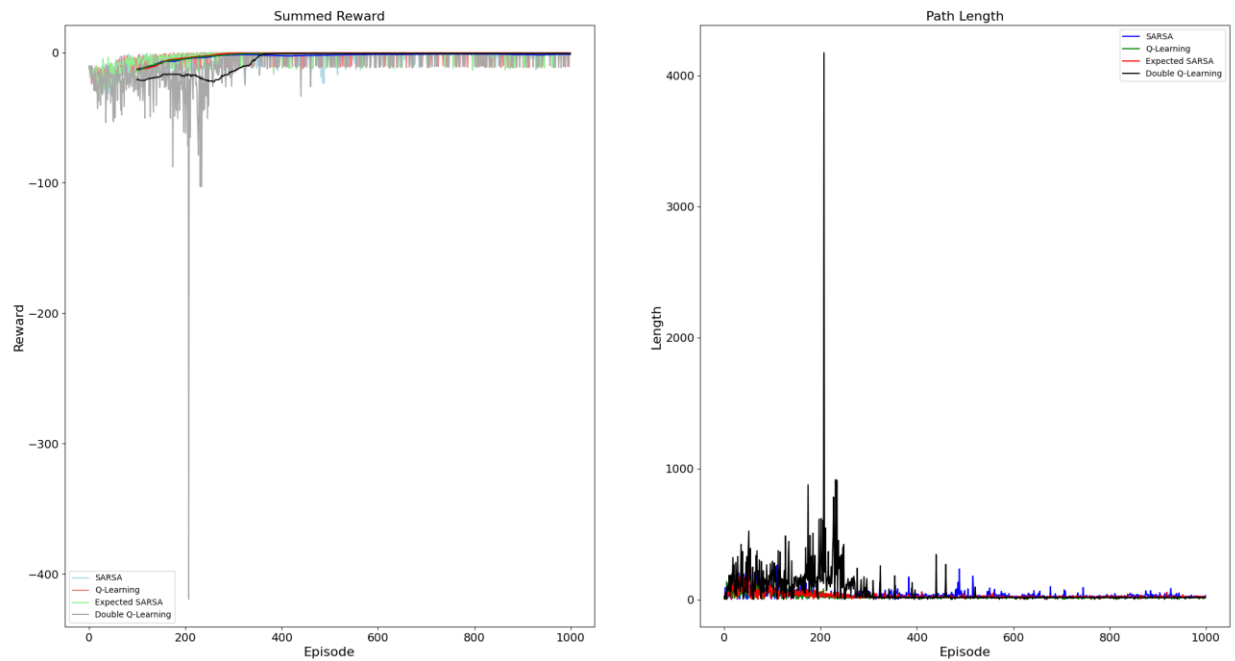 Summed Reward
Reward
0
−100
−200
−300
−400
SARSA
Q-Learning
Expected SARSA
Double Q-Learning
0
200
400
600
800
1000
Episode
Path Length
Length
4000
3000
2000
1000
0
SARSA
Q-Learning
Expected SARSA
Double Q-Learning
0
200
400
600
800
1000
Episode